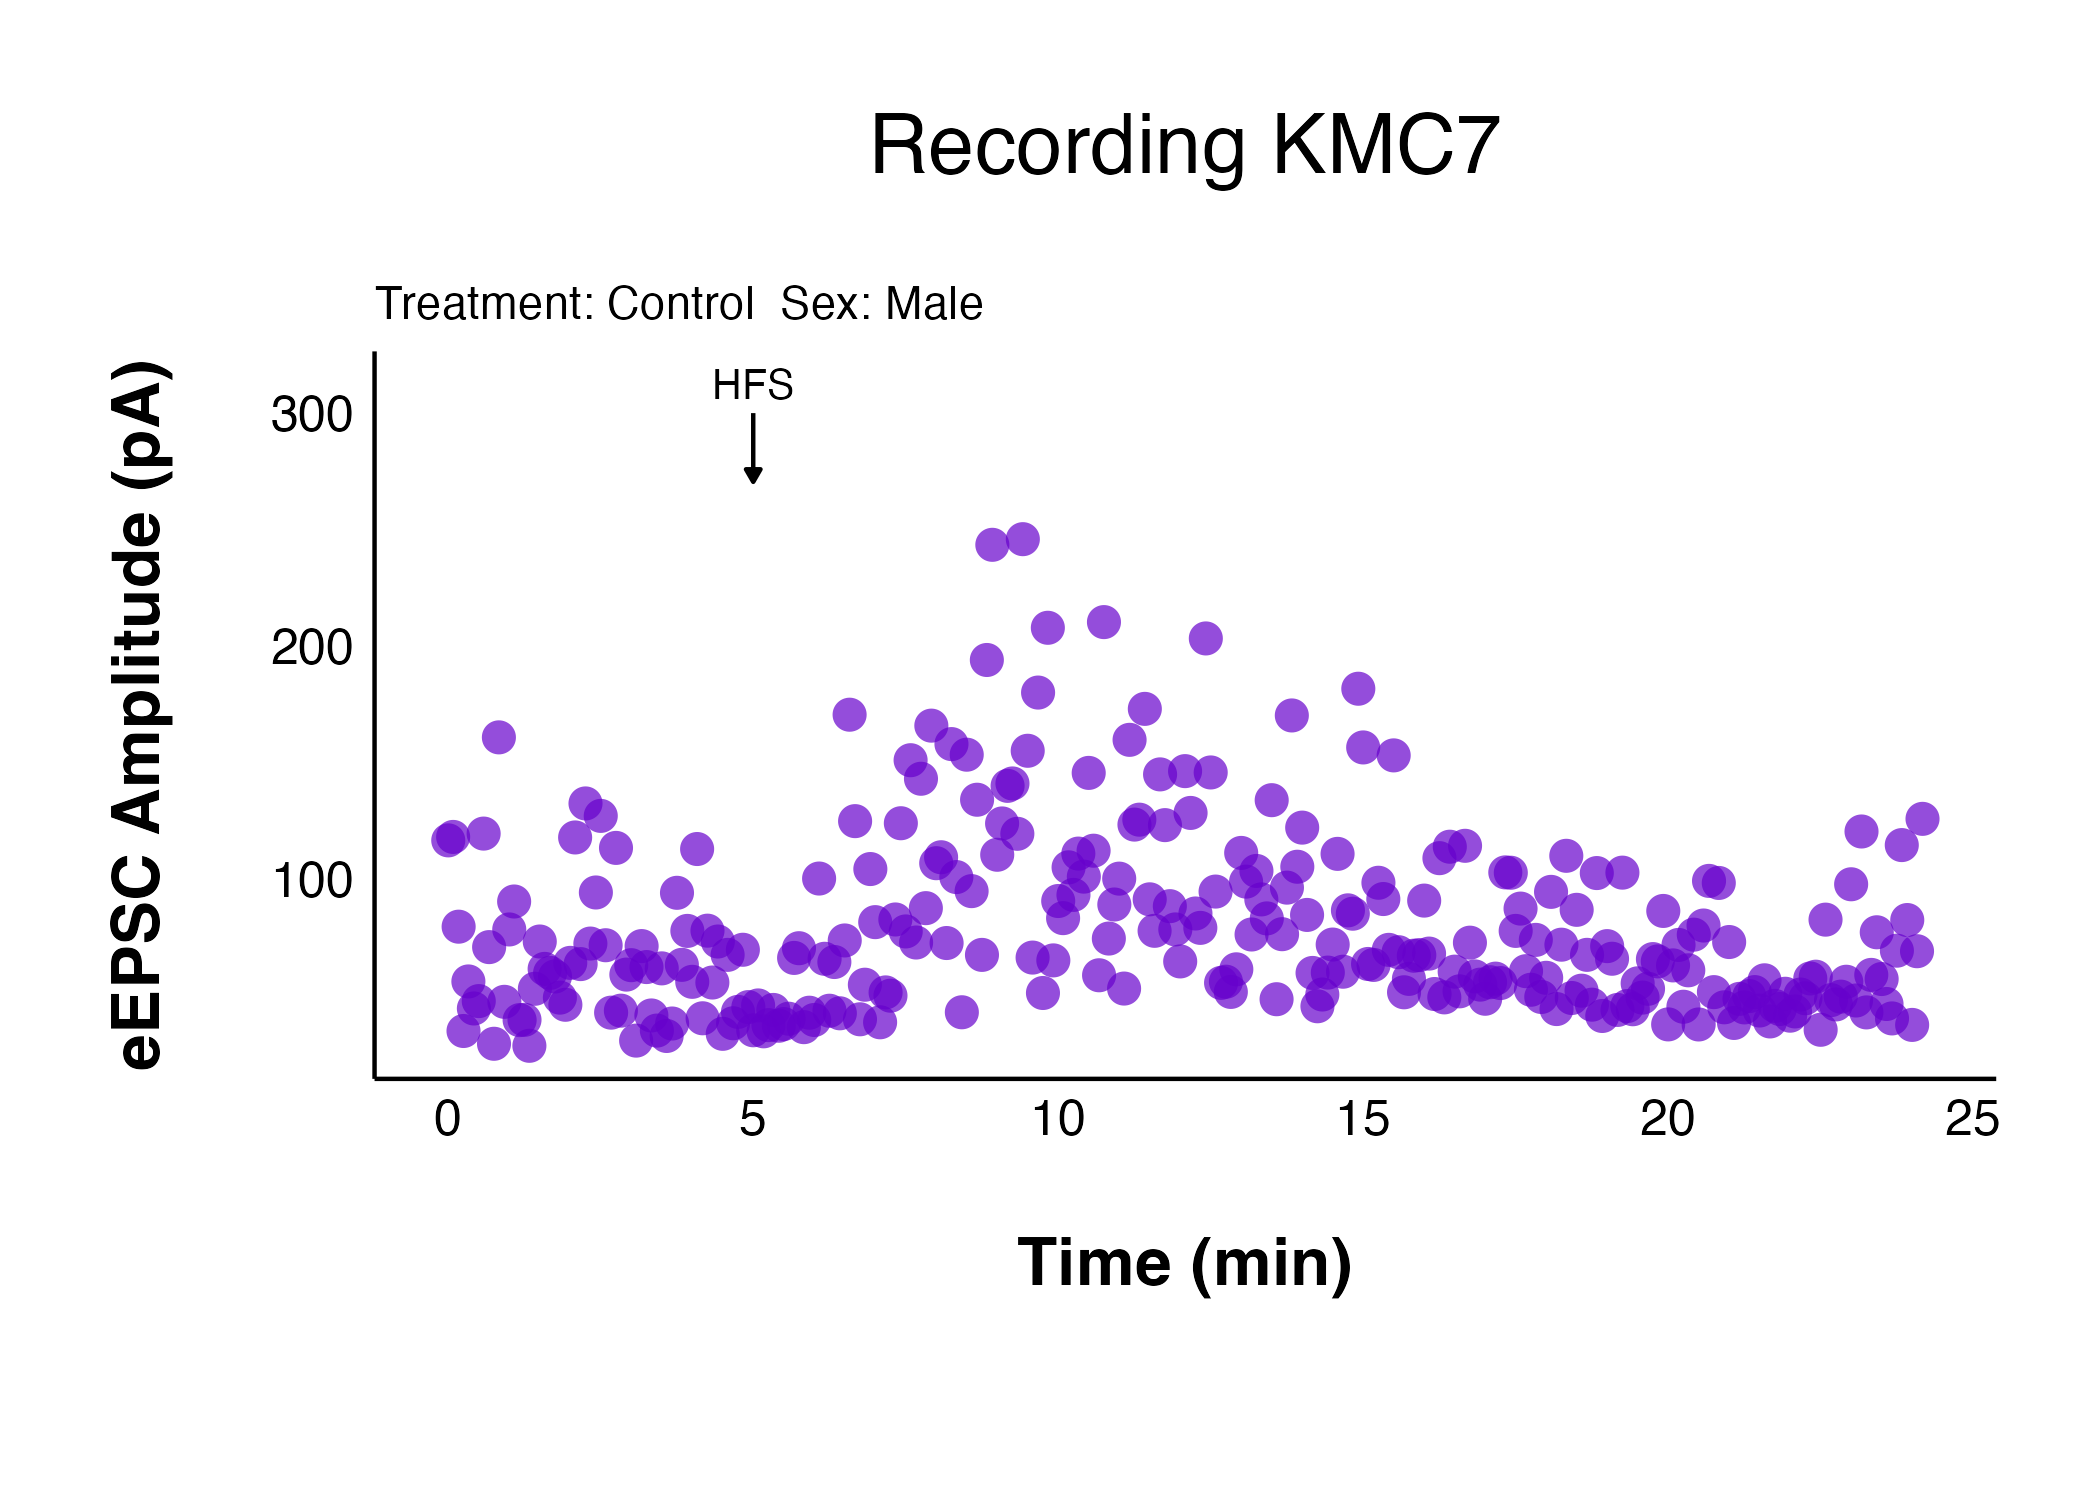 Recording KMC7
Treatment: Control  Sex: Male
HFS
eEPSC Amplitude (pA)
300
200
100
0 5 10 15 20 25
Time (min)